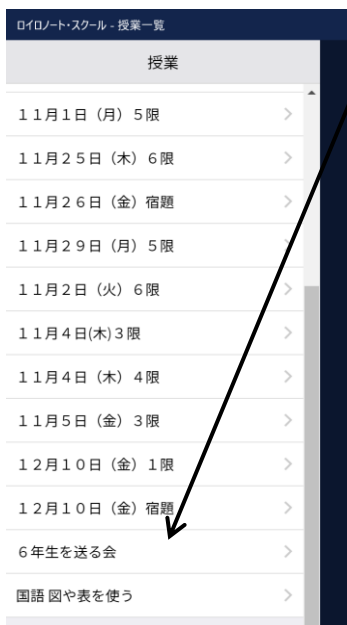 ロイロノート・スクール - 授業一覧
授業
１１月１日（月）５限
１１月２５日（木）６限
１１月２６日（金）宿題
１１月２９日（月）５限
１１月２日（火）６限
１１月４日(木)３限
１１月４日（木）４限
１１月５日（金）３限
１２月１０日（金）１限
１２月１０日（金）宿題
６年生を送る会
国語 図や表を使う